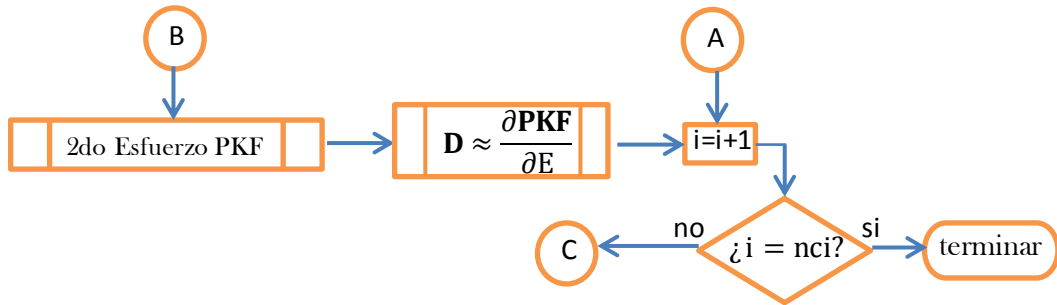 B
A
2do Esfuerzo PKF
D ≈ ∂PKF/∂E
i=i+1
no
si
C
¿i = nci?
terminar